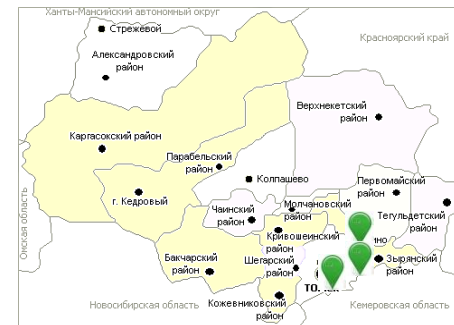 Ханты-Мансийский автономный округ
Стрежевой
Красноярский край
Александровский
район
Верхнекетский
район
Каргасокский район
Парабельский
район
Колпашево
Первомайский
район
г. Кедровый
Молчановский
район
Чаинский
район
Тегульдетский
район
Омская область
Кривошеинский
район
Бакчарский
район
Шегарский
район
Зырянский
район
Кожевниковский
район
Новосибирская область
Кемеровская область